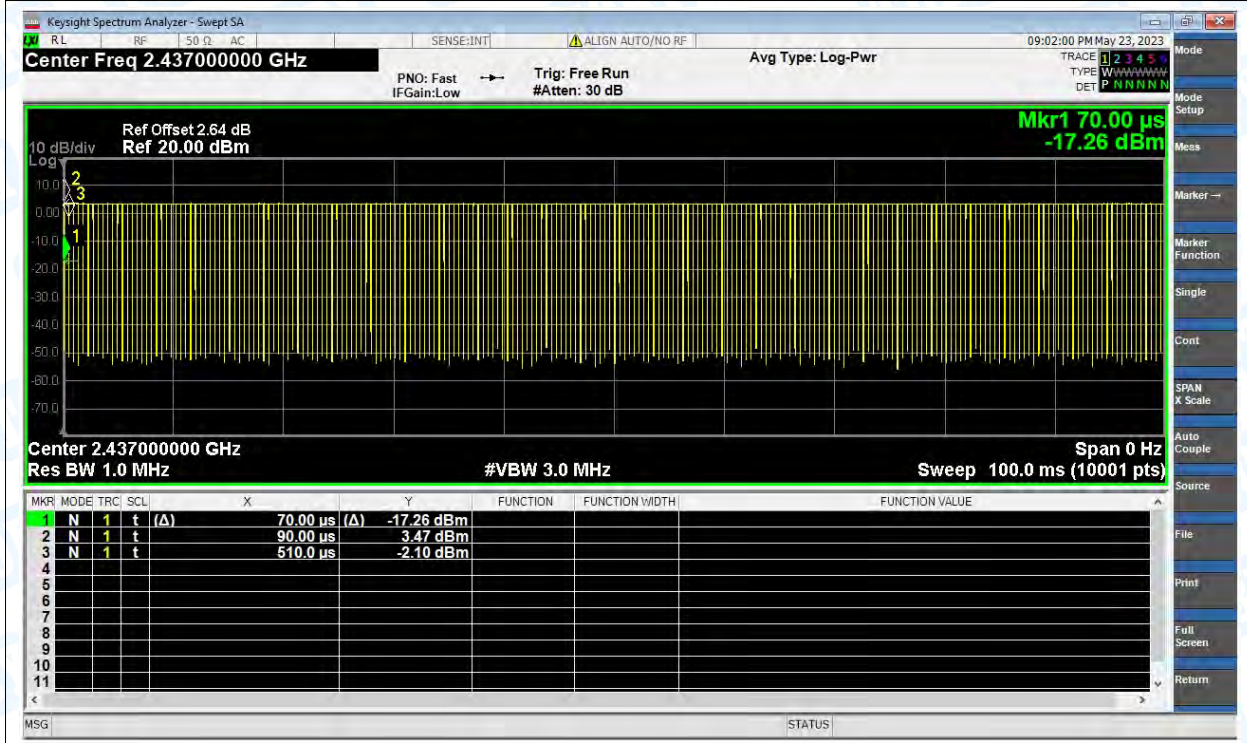 Keysight Spectrum Analyzer - Swept SA
LXI RL RF 50 Ω AC SENSE:INT ALIGN AUTO/NO RF 09:02:00 PM May 23, 2023
Center Freq 2.437000000 GHz
PNO: Fast
IFGain:Low
Trig: Free Run
#Atten: 30 dB
Avg Type: Log-Pwr
TRACE 1 2 3 4 5 6
TYPE W
DET P N N N N N
Mkr1 70.00 µs
-17.26 dBm
Ref Offset 2.64 dB
10 dB/div Ref 20.00 dBm
Log
10.0
0.00
-10.0
-20.0
-30.0
-40.0
-50.0
-60.0
-70.0
2
3
1
Center 2.437000000 GHz Span 0 Hz
Res BW 1.0 MHz #VBW 3.0 MHz Sweep 100.0 ms (10001 pts)
MKR MODE TRC SCL X Y FUNCTION FUNCTION WIDTH FUNCTION VALUE
1 N 1 t (Δ) 70.00 µs (Δ) -17.26 dBm
2 N 1 t 90.00 µs 3.47 dBm
3 N 1 t 510.0 µs -2.10 dBm
4
5
6
7
8
9
10
11
MSG STATUS
Mode
Mode
Setup
Meas
Marker →
Marker
Function
Single
Cont
SPAN
X Scale
Auto
Couple
Source
File
Print
Full
Screen
Return